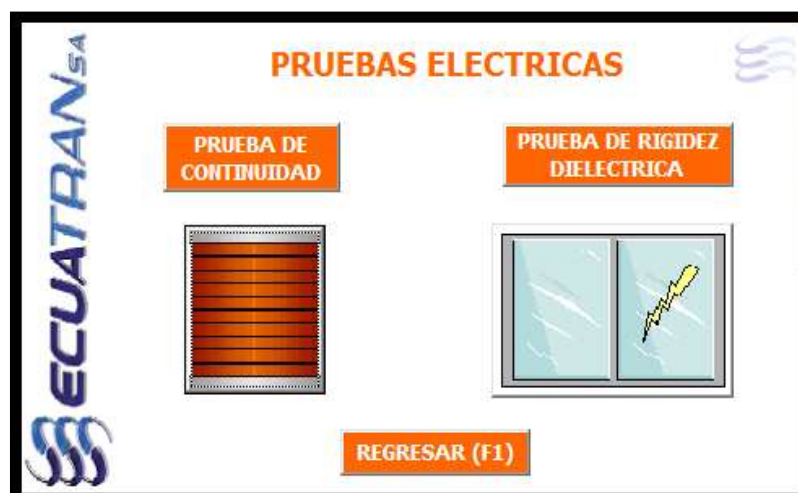 ECUATRAN SA
PRUEBAS ELECTRICAS
PRUEBA DE
CONTINUIDAD
PRUEBA DE RIGIDEZ
DIELECTRICA
REGRESAR (F1)